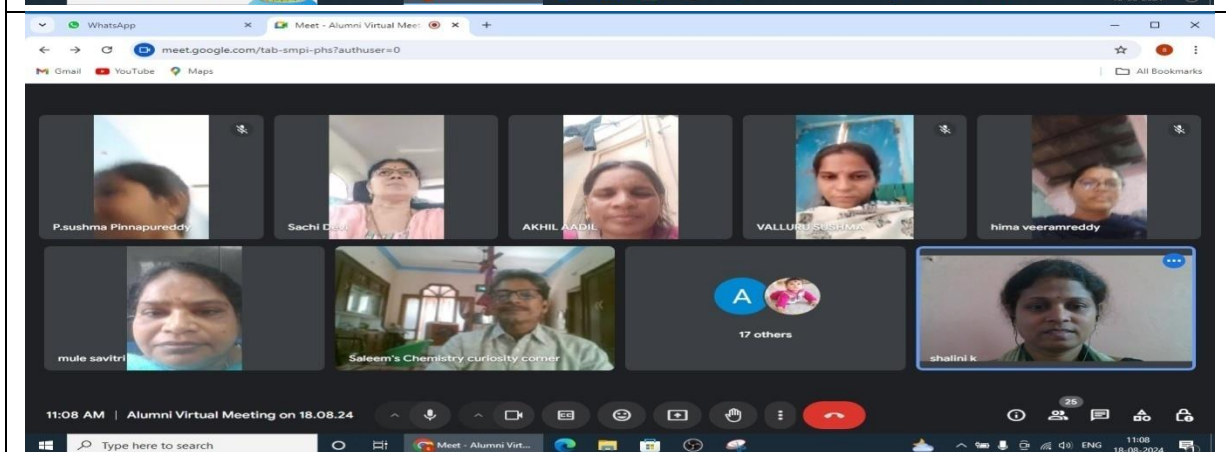 WhatsApp
Meet - Alumni Virtual Mee
meet.google.com/tab-smpi-phs?authuser=0
Gmail YouTube Maps
All Bookmarks
P.sushma Pinnapureddy
Sachi
AKHIL AADIL
VALLURU SUSHMA
hima veeramreddy
mule savitri
Saleem's Chemistry curiosity corner
A
17 others
shalini k
11:08 AM | Alumni Virtual Meeting on 18.08.24
CC
25
Type here to search
Meet - Alumni Virt...
ENG
11:08
18-08-2024